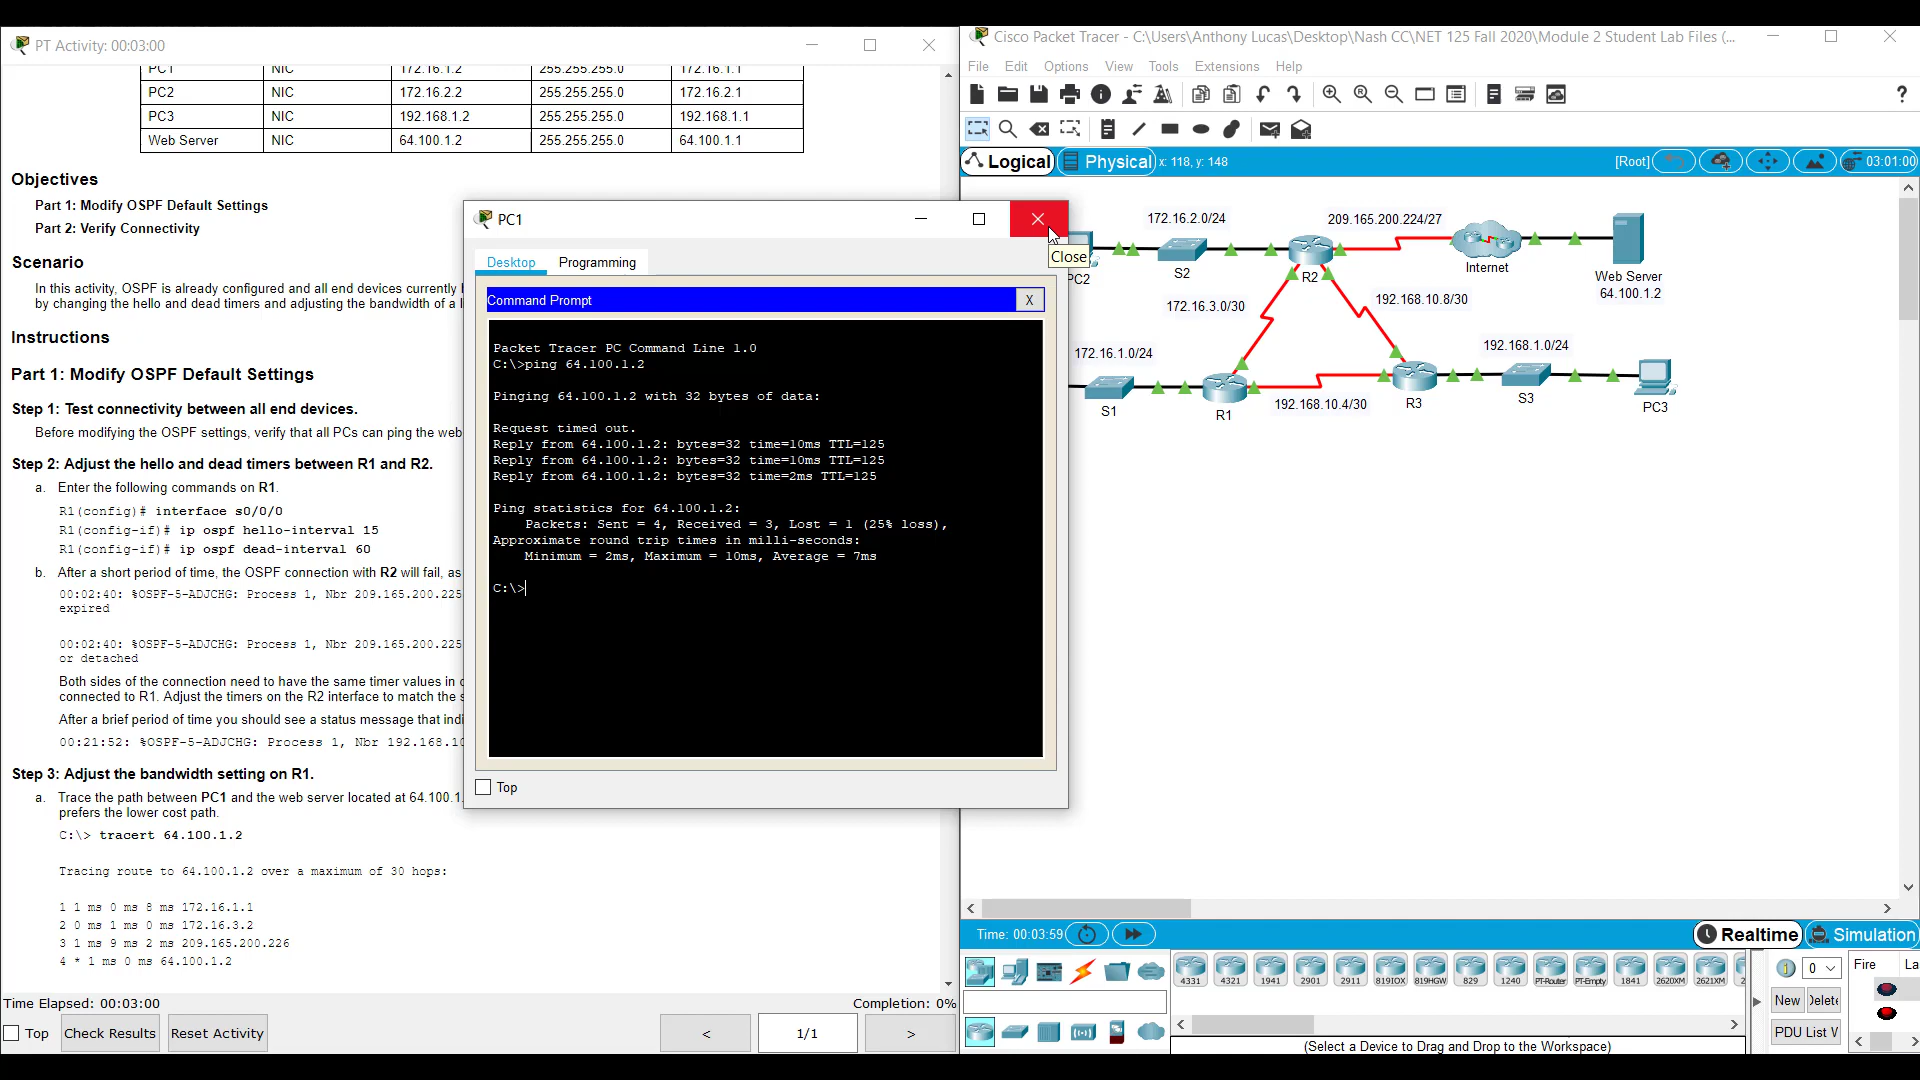 PT Activity: 00:03:00
PC1 NIC 172.16.1.2 255.255.255.0 172.16.1.1
PC2 NIC 172.16.2.2 255.255.255.0 172.16.2.1
PC3 NIC 192.168.1.2 255.255.255.0 192.168.1.1
Web Server NIC 64.100.1.2 255.255.255.0 64.100.1.1
Objectives
Part 1: Modify OSPF Default Settings
Part 2: Verify Connectivity
Scenario
In this activity, OSPF is already configured and all end devices currently
by changing the hello and dead timers and adjusting the bandwidth of a
Instructions
Part 1: Modify OSPF Default Settings
Step 1: Test connectivity between all end devices.
Before modifying the OSPF settings, verify that all PCs can ping the web
Step 2: Adjust the hello and dead timers between R1 and R2.
a. Enter the following commands on R1.
R1(config)# interface s0/0/0
R1(config-if)# ip ospf hello-interval 15
R1(config-if)# ip ospf dead-interval 60
b. After a short period of time, the OSPF connection with R2 will fail, as
00:02:40: %OSPF-5-ADJCHG: Process 1, Nbr 209.165.200.225
expired
00:02:40: %OSPF-5-ADJCHG: Process 1, Nbr 209.165.200.225
or detached
Both sides of the connection need to have the same timer values in
connected to R1. Adjust the timers on the R2 interface to match the
After a brief period of time you should see a status message that
00:21:52: %OSPF-5-ADJCHG: Process 1, Nbr 192.168.10
Step 3: Adjust the bandwidth setting on R1.
a. Trace the path between PC1 and the web server located at 64.100.1.
prefers the lower cost path.
C:\> tracert 64.100.1.2
Tracing route to 64.100.1.2 over a maximum of 30 hops:
1 1 ms 0 ms 8 ms 172.16.1.1
2 0 ms 1 ms 0 ms 172.16.3.2
3 1 ms 9 ms 2 ms 209.165.200.226
4 * 1 ms 0 ms 64.100.1.2
Time Elapsed: 00:03:00 Completion: 0%
Top Check Results Reset Activity < 1/1 >
PC1
Close
Desktop Programming
Command Prompt X
Packet Tracer PC Command Line 1.0
C:\>ping 64.100.1.2
Pinging 64.100.1.2 with 32 bytes of data:
Request timed out.
Reply from 64.100.1.2: bytes=32 time=10ms TTL=125
Reply from 64.100.1.2: bytes=32 time=10ms TTL=125
Reply from 64.100.1.2: bytes=32 time=2ms TTL=125
Ping statistics for 64.100.1.2:
Packets: Sent = 4, Received = 3, Lost = 1 (25% loss),
Approximate round trip times in milli-seconds:
Minimum = 2ms, Maximum = 10ms, Average = 7ms
C:\>
Top
Cisco Packet Tracer - C:\Users\Anthony Lucas\Desktop\Nash CC\NET 125 Fall 2020\Module 2 Student Lab Files (...
File Edit Options View Tools Extensions Help
?
Logical Physical x: 118, y: 148 [Root] 03:01:00
172.16.2.0/24
209.165.200.224/27
Internet
S2
R2
Web Server
64.100.1.2
PC2
172.16.3.0/30
192.168.10.8/30
172.16.1.0/24
192.168.1.0/24
S1
R1
192.168.10.4/30
R3
S3
PC3
Time: 00:03:59 Realtime Simulation
4331 4321 1941 2901 2911 819IOX 819HGW 829 1240 PT-Router PT-Empty 1841 2620XM 2621XM
0
Fire La
New Delete
PDU List
(Select a Device to Drag and Drop to the Workspace)